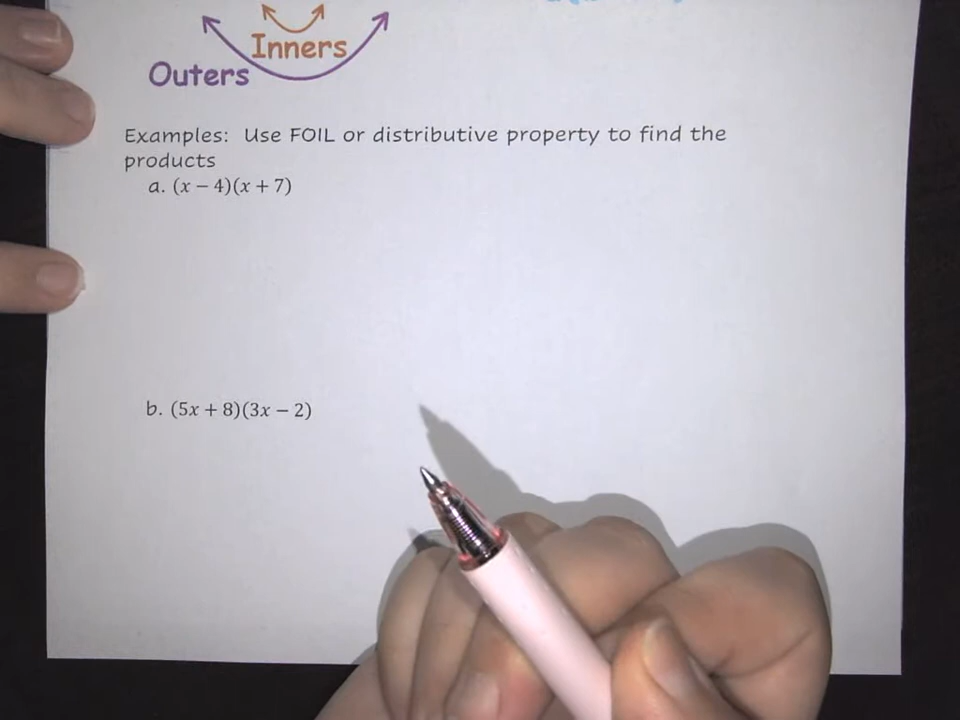 Inners
Outers
Examples: Use FOIL or distributive property to find the
products
a. (x − 4)(x + 7)
b. (5x + 8)(3x − 2)